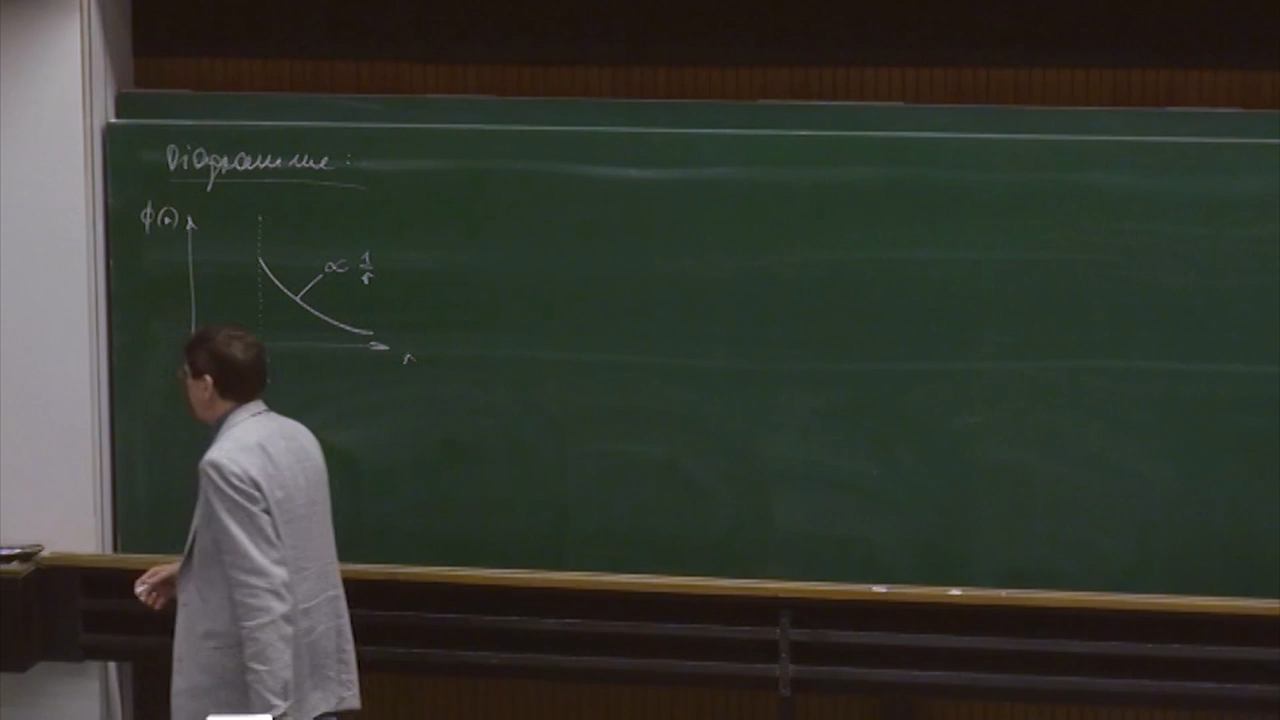 Diagramme:
ϕ(r)
∝ 1/r
r